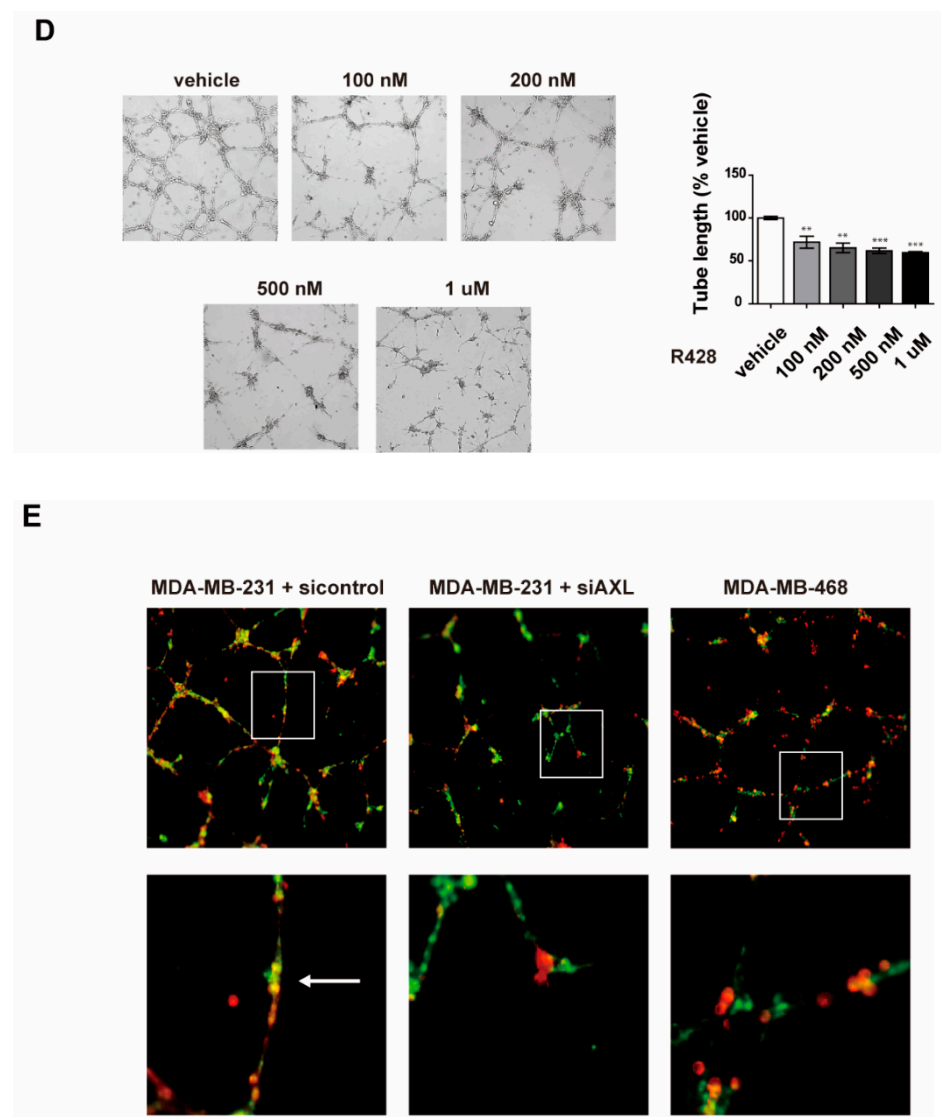 D
vehicle
100 nM
200 nM
500 nM
1 uM
Tube length (% vehicle)
150
100
50
0
** ** *** ***
R428
vehicle
100 nM
200 nM
500 nM
1 uM
E
MDA-MB-231 + sicontrol
MDA-MB-231 + siAXL
MDA-MB-468